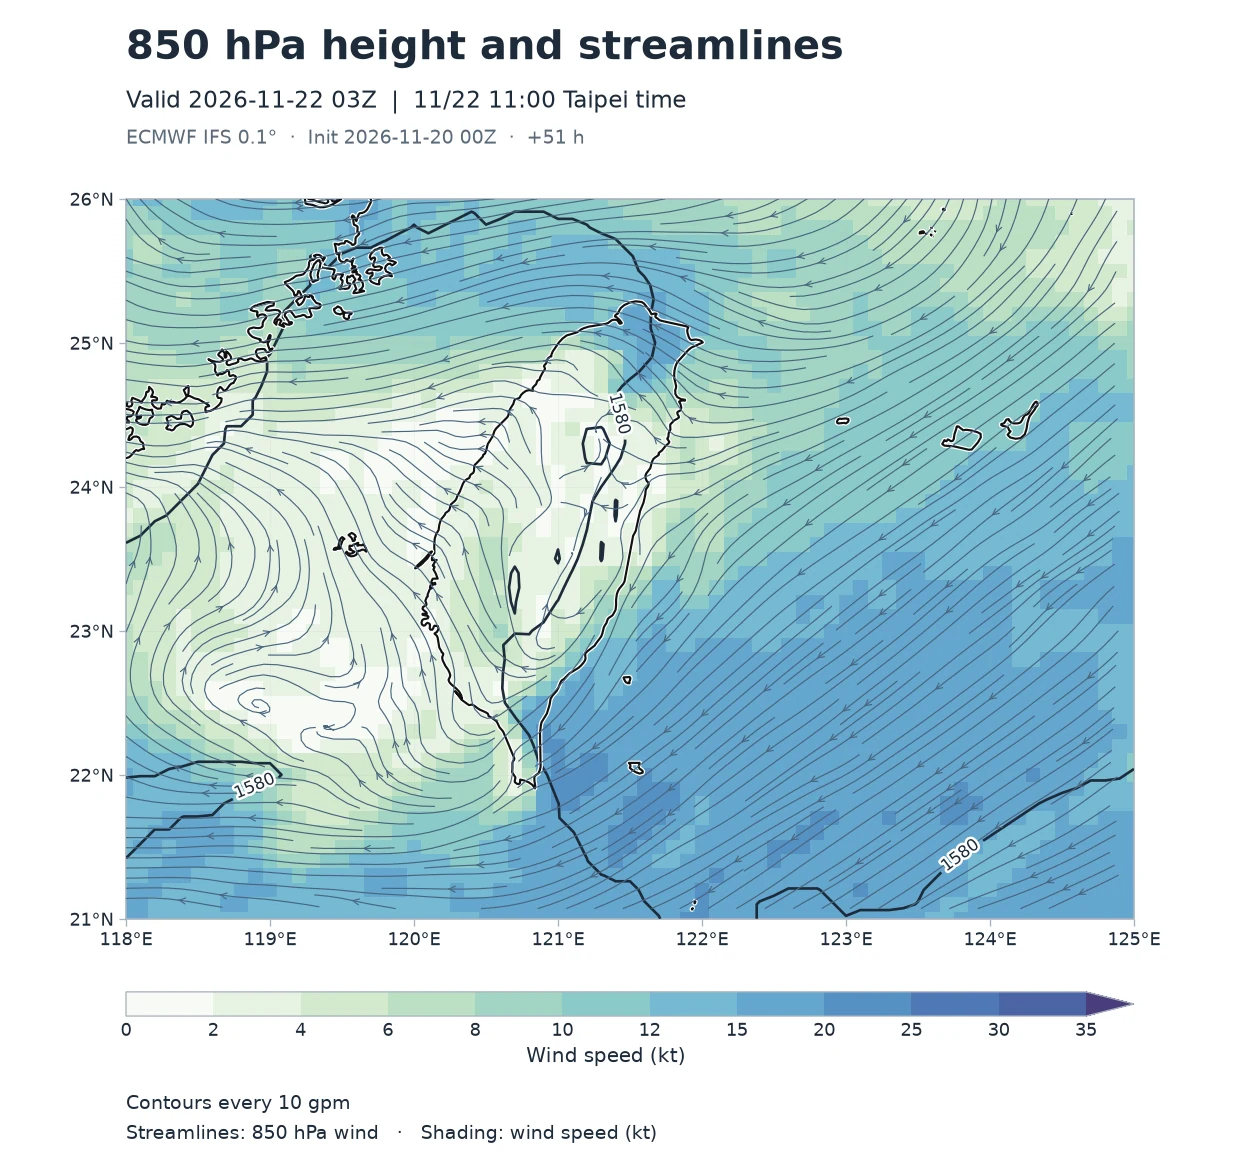 850 hPa height and streamlines
Valid 2026-11-22 03Z | 11/22 11:00 Taipei time
ECMWF IFS 0.1° · Init 2026-11-20 00Z · +51 h
26°N
25°N
24°N
23°N
22°N
21°N
1580
1580
1580
118°E 119°E 120°E 121°E 122°E 123°E 124°E 125°E
0 2 4 6 8 10 12 15 20 25 30 35
Wind speed (kt)
Contours every 10 gpm
Streamlines: 850 hPa wind · Shading: wind speed (kt)